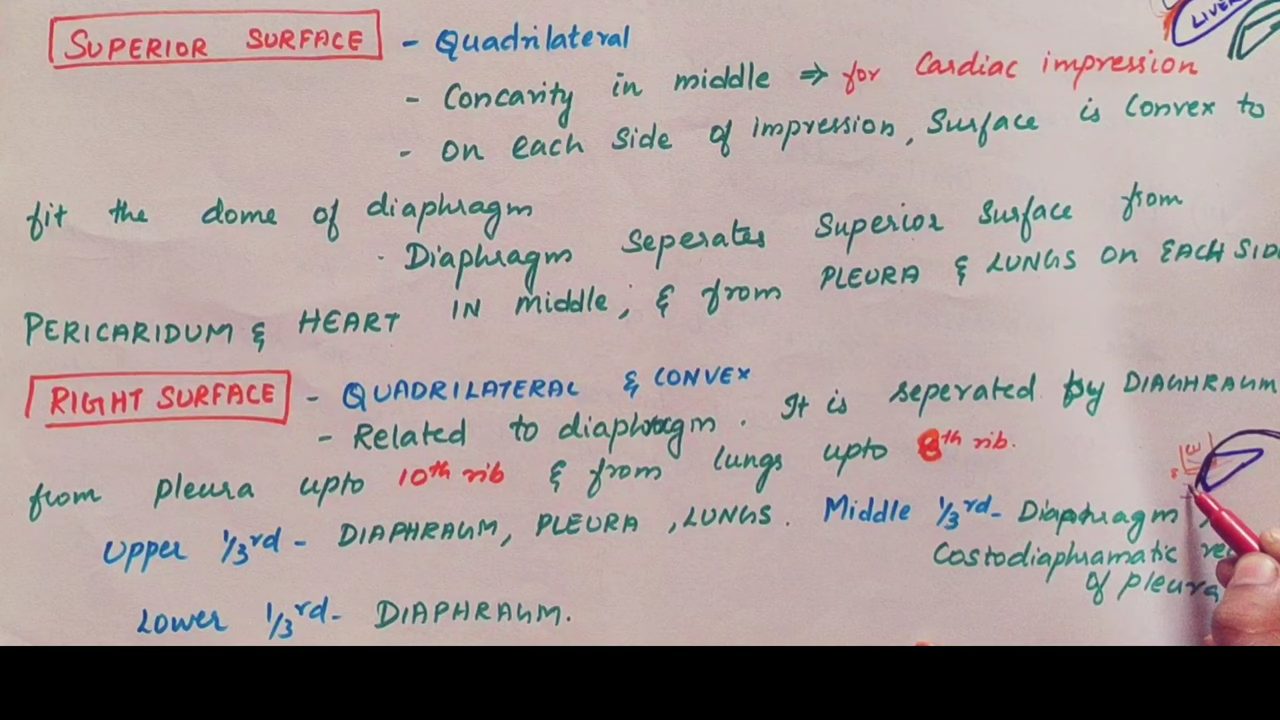 LIVER
SUPERIOR SURFACE - Quadrilateral
- Concavity in middle ⇒ for Cardiac impression
- on each side of impression, surface is convex to
fit the dome of diaphragm
- Diaphragm seperates Superior surface from
PERICARIDUM & HEART IN middle, & from PLEURA & LUNGS ON EACH SIDE
RIGHT SURFACE - QUADRILATERAL & CONVEX
- Related to diaphragm. It is seperated by DIAGHRAGM
from pleura upto 10th rib & from lungs upto 8th rib.
Upper 1/3rd - DIAPHRAGM, PLEURA, LUNGS. Middle 1/3rd - Diaphragm
Costodiaphramatic
of pleura
Lower 1/3rd - DIAPHRAGM.